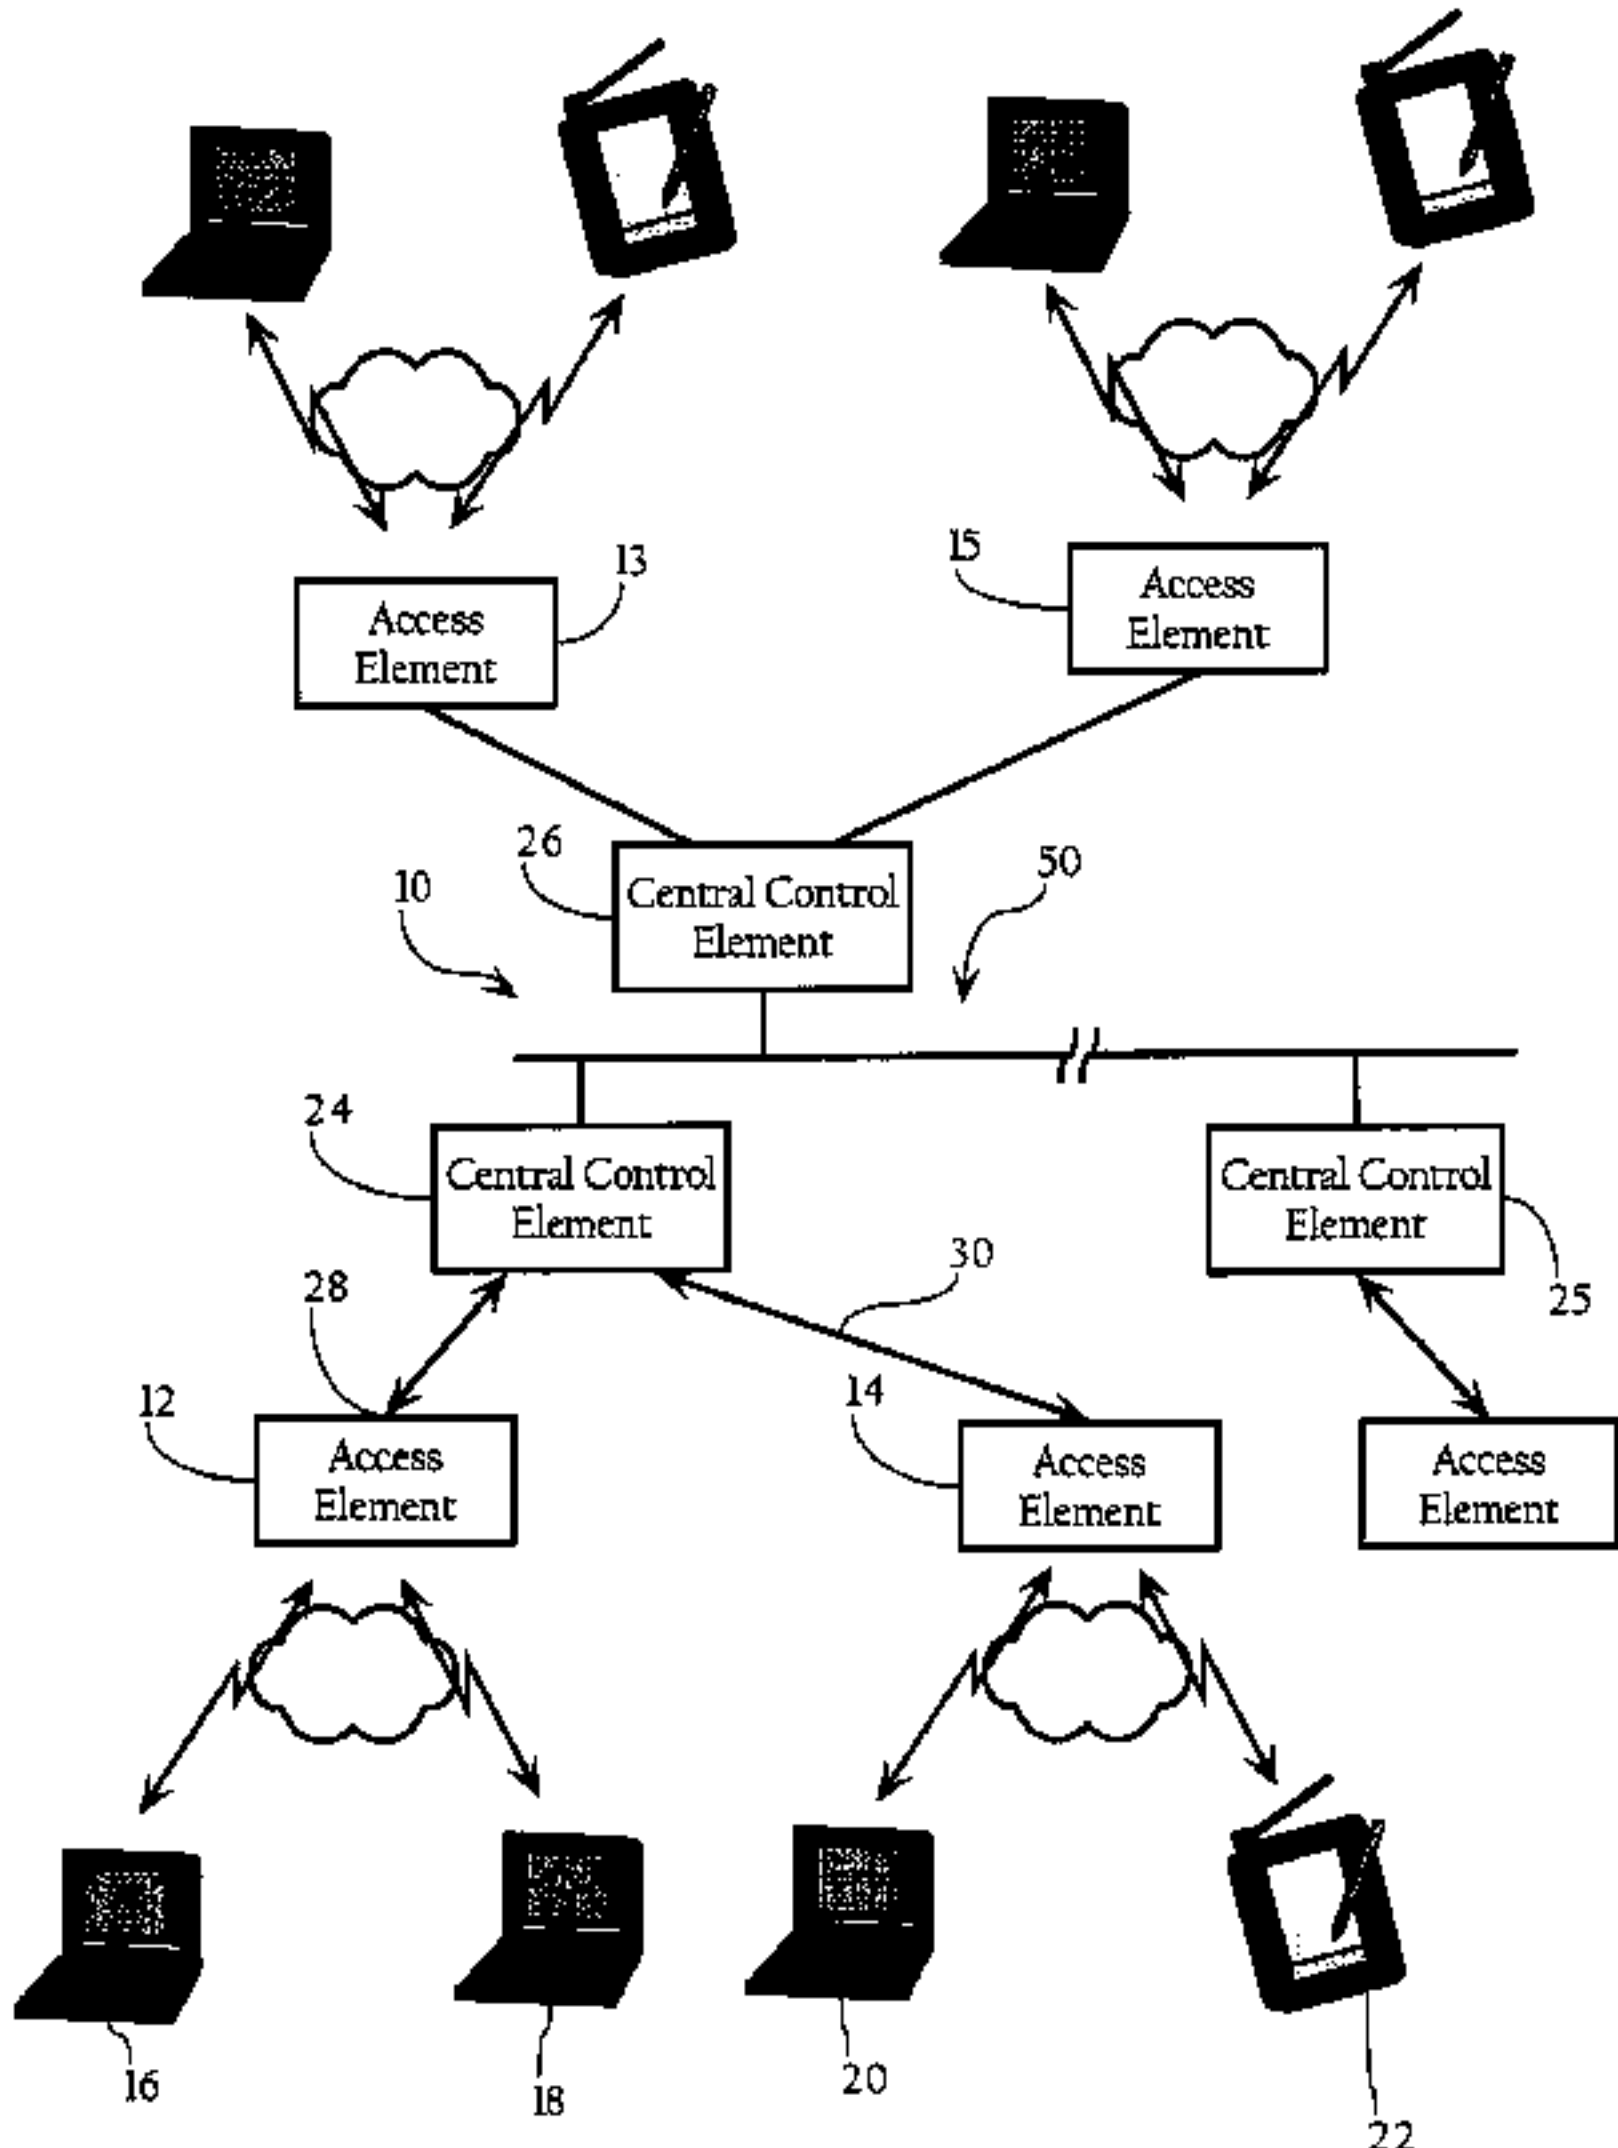 13
15
Access
Element
Access
Element
26
10
50
Central Control
Element
24
Central Control
Element
Central Control
Element
28
30
25
12
14
Access
Element
Access
Element
Access
Element
16
18
20
22